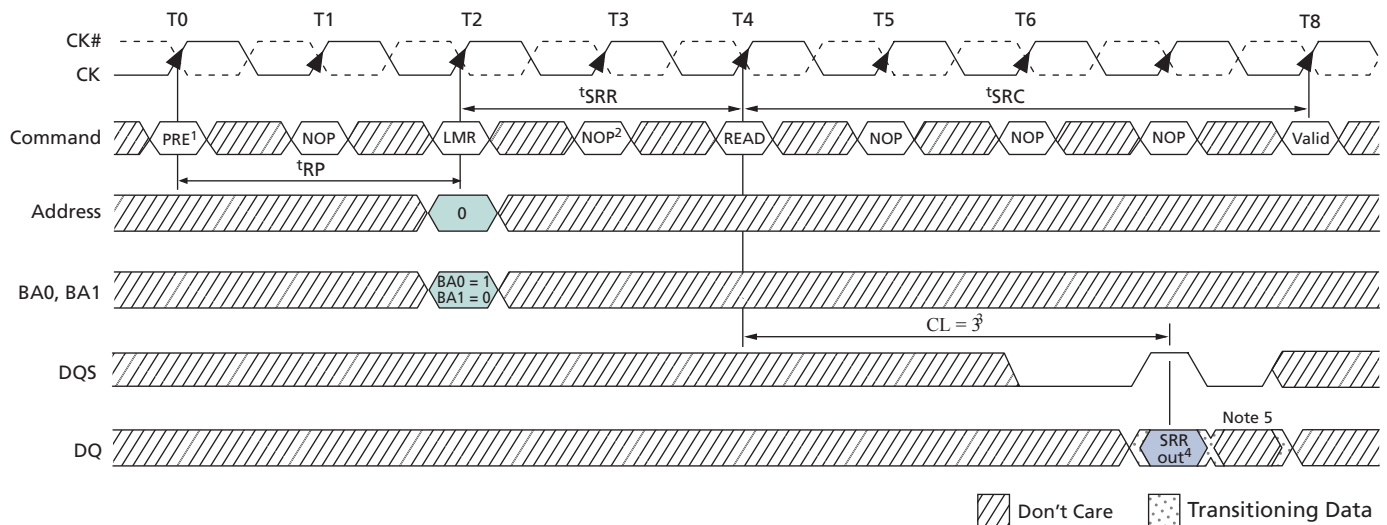 T0 T1 T2 T3 T4 T5 T6 T8
CK#
CK
tSRR tSRC
Command PRE1 NOP LMR NOP2 READ NOP NOP NOP Valid
tRP
Address 0
BA0, BA1 BA0 = 1
BA1 = 0
CL = 33
DQS
Note 5
DQ SRR
out4
Don't Care Transitioning Data